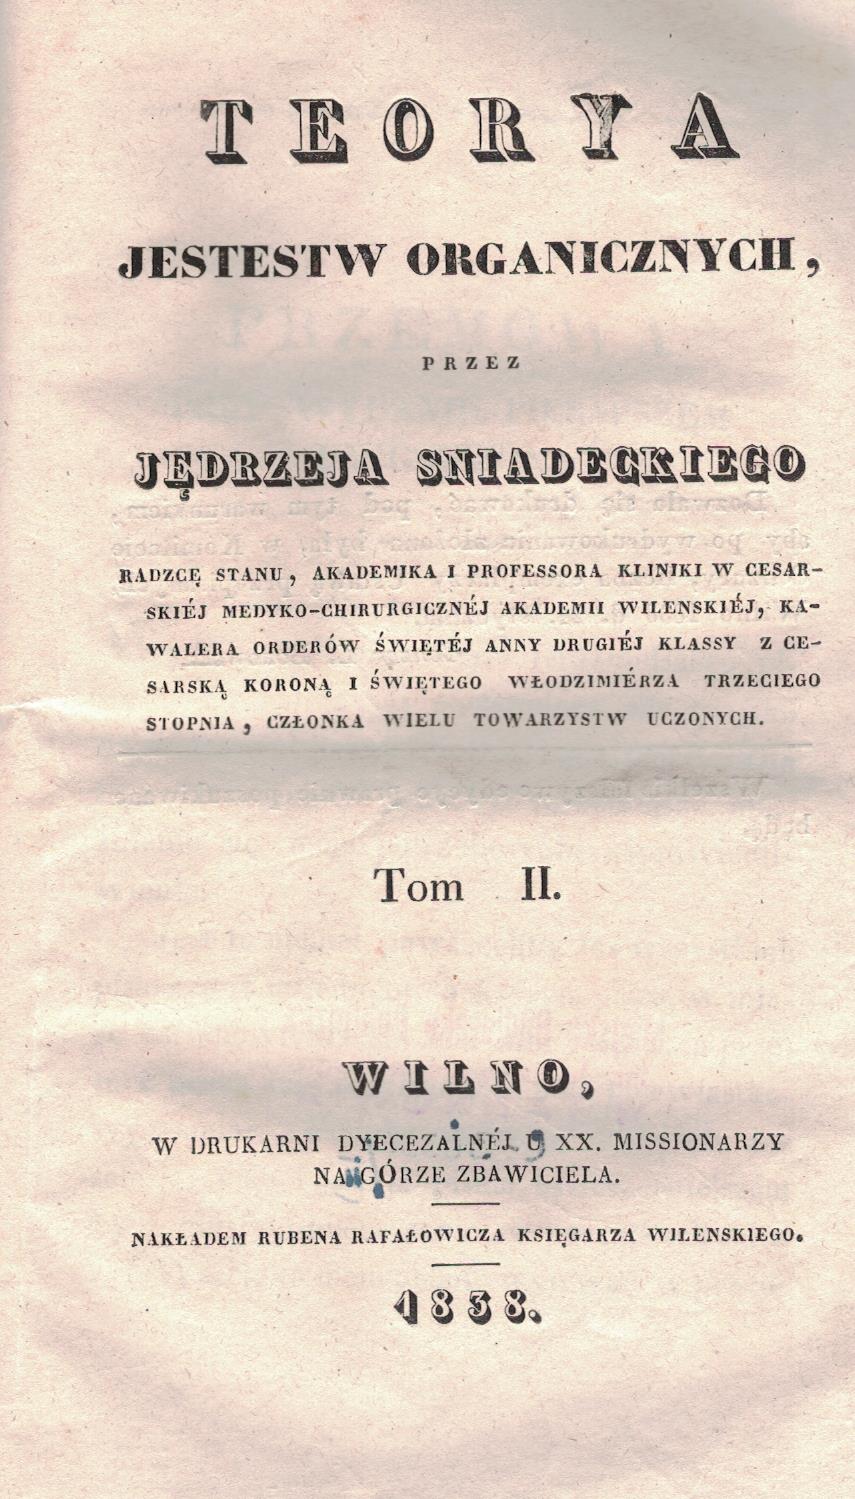 TEORYA
JESTESTW ORGANICZNYCH,
PRZEZ
JĘDRZEJA SNIADECKIEGO
RADZCĘ STANU, AKADEMIKA I PROFESSORA KLINIKI W CESAR-
SKIÉJ MEDYKO-CHIRURGICZNÉJ AKADEMII WILENSKIÉJ, KA-
WALERA ORDERÓW ŚWIĘTÉJ ANNY DRUGIÉJ KLASSY Z CE-
SARSKĄ KORONĄ I ŚWIĘTEGO WŁODZIMIÉRZA TRZECIEGO
STOPNIA, CZŁONKA WIELU TOWARZYSTW UCZONYCH.
Tom II.
WILNO,
W DRUKARNI DYECEZALNÉJ U XX. MISSIONARZY
NA GÓRZE ZBAWICIELA.
NAKŁADEM RUBENA RAFAŁOWICZA KSIĘGARZA WILENSKIEGO.
1838.